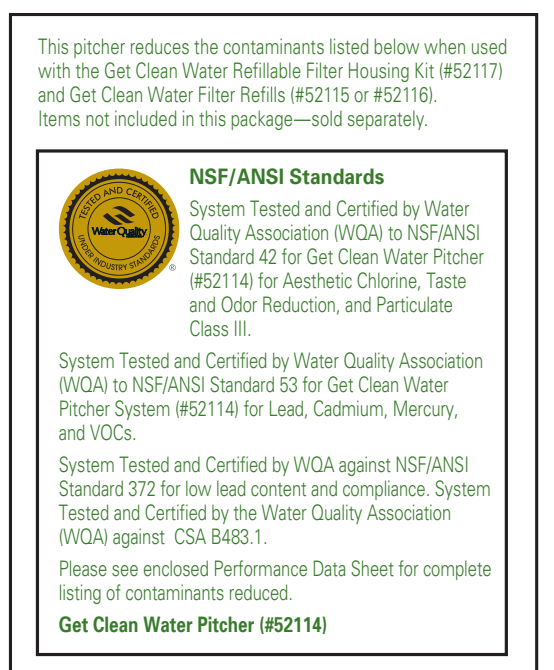 This pitcher reduces the contaminants listed below when used
with the Get Clean Water Refillable Filter Housing Kit (#52117)
and Get Clean Water Filter Refills (#52115 or #52116).
Items not included in this package—sold separately.
TESTED AND CERTIFIED
Water Quality
UNDER INDUSTRY STANDARDS
®
NSF/ANSI Standards
System Tested and Certified by Water
Quality Association (WQA) to NSF/ANSI
Standard 42 for Get Clean Water Pitcher
(#52114) for Aesthetic Chlorine, Taste
and Odor Reduction, and Particulate
Class III.
System Tested and Certified by Water Quality Association
(WQA) to NSF/ANSI Standard 53 for Get Clean Water
Pitcher System (#52114) for Lead, Cadmium, Mercury,
and VOCs.
System Tested and Certified by WQA against NSF/ANSI
Standard 372 for low lead content and compliance. System
Tested and Certified by the Water Quality Association
(WQA) against CSA B483.1.
Please see enclosed Performance Data Sheet for complete
listing of contaminants reduced.
Get Clean Water Pitcher (#52114)